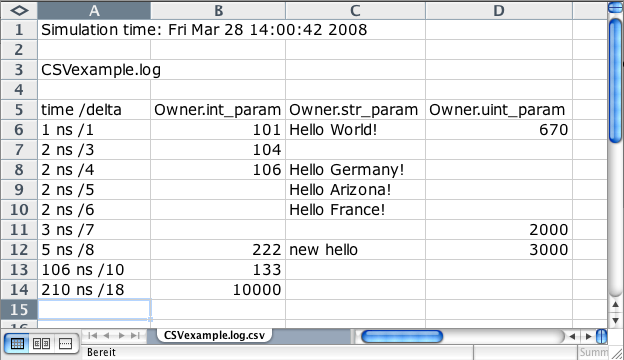 A B C D
1 Simulation time: Fri Mar 28 14:00:42 2008
2
3 CSVexample.log
4
5 time /delta Owner.int_param Owner.str_param Owner.uint_param
6 1 ns /1 101 Hello World! 670
7 2 ns /3 104
8 2 ns /4 106 Hello Germany!
9 2 ns /5 Hello Arizona!
10 2 ns /6 Hello France!
11 3 ns /7 2000
12 5 ns /8 222 new hello 3000
13 106 ns /10 133
14 210 ns /18 10000
15
CSVexample.log.csv
Bereit Summ